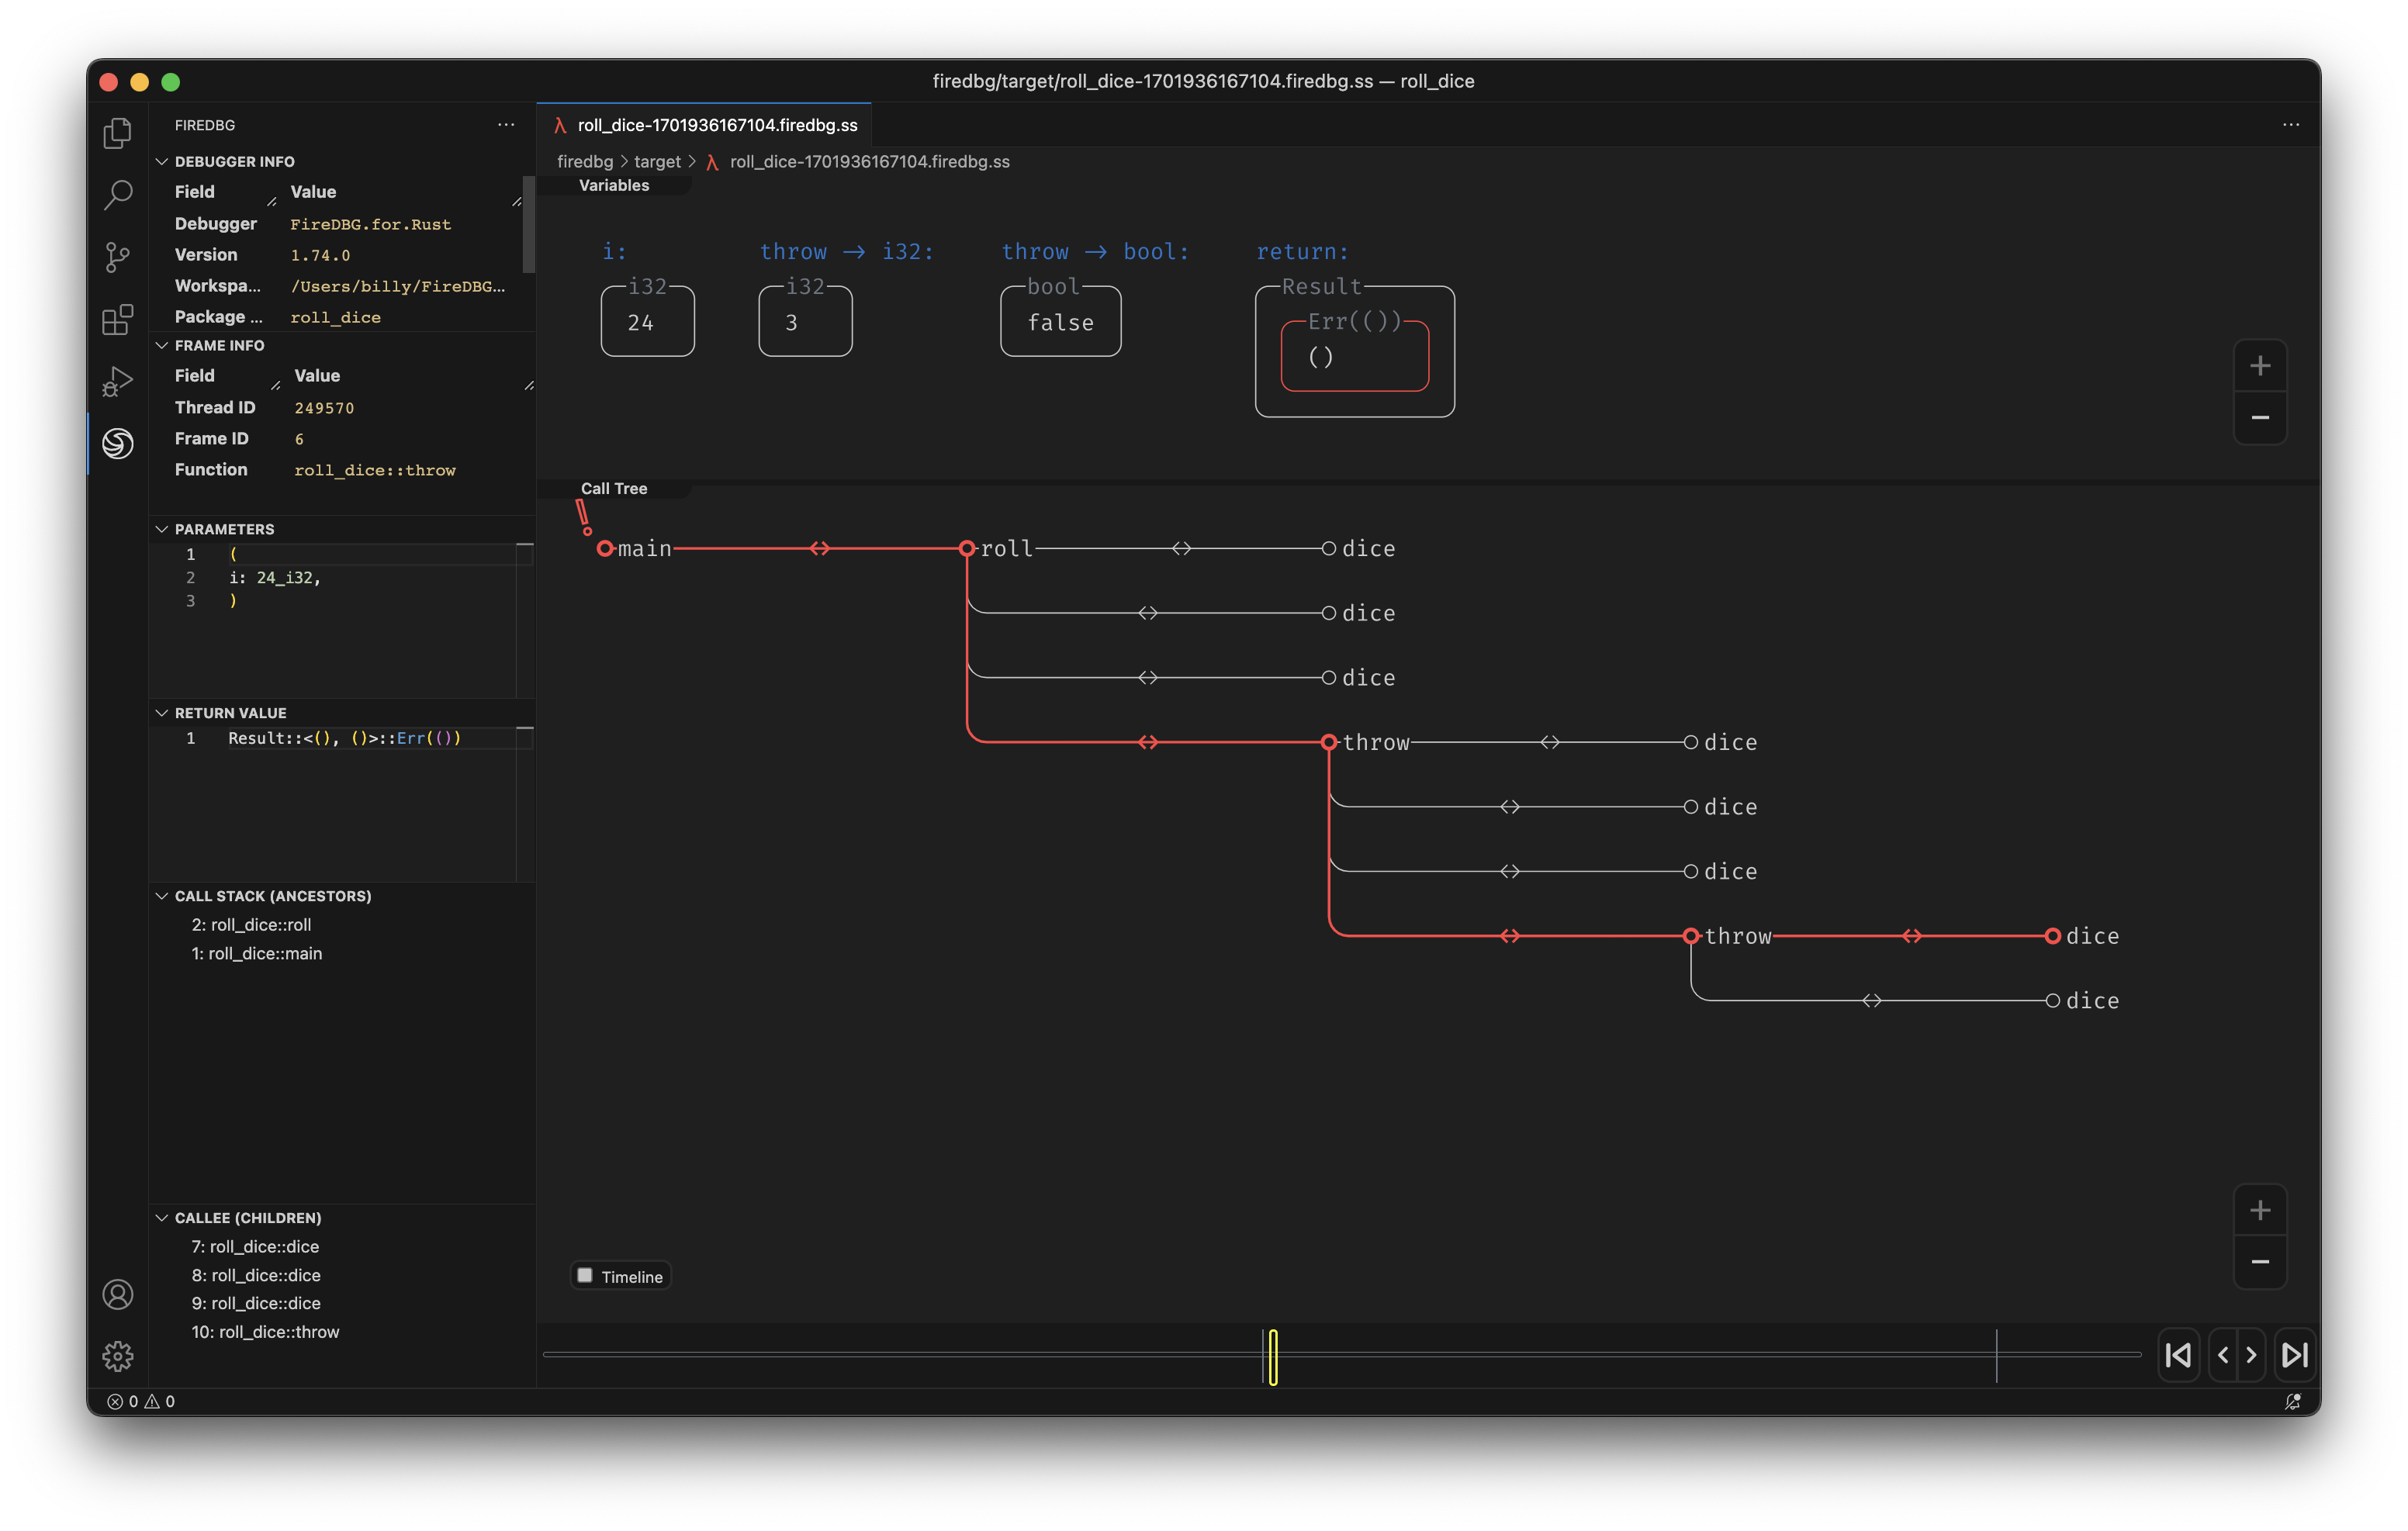 firedbg/target/roll_dice-1701936167104.firedbg.ss — roll_dice
FIREDBG
DEBUGGER INFO
Field Value
Debugger FireDBG.for.Rust
Version 1.74.0
Workspa... /Users/billy/FireDBG...
Package ... roll_dice
FRAME INFO
Field Value
Thread ID 249570
Frame ID 6
Function roll_dice::throw
PARAMETERS
1 (
2 i: 24_i32,
3 )
RETURN VALUE
1 Result::<(), ()>::Err(())
CALL STACK (ANCESTORS)
2: roll_dice::roll
1: roll_dice::main
CALLEE (CHILDREN)
7: roll_dice::dice
8: roll_dice::dice
9: roll_dice::dice
10: roll_dice::throw
λ roll_dice-1701936167104.firedbg.ss
firedbg > target > λ roll_dice-1701936167104.firedbg.ss
Variables
i: throw → i32: throw → bool: return:
i32 i32 bool Result
24 3 false Err(())
()
Call Tree
main <> roll <> dice
<> dice
<> dice
<> throw <> dice
<> dice
<> dice
<> throw <> dice
<> dice
Timeline
0 0